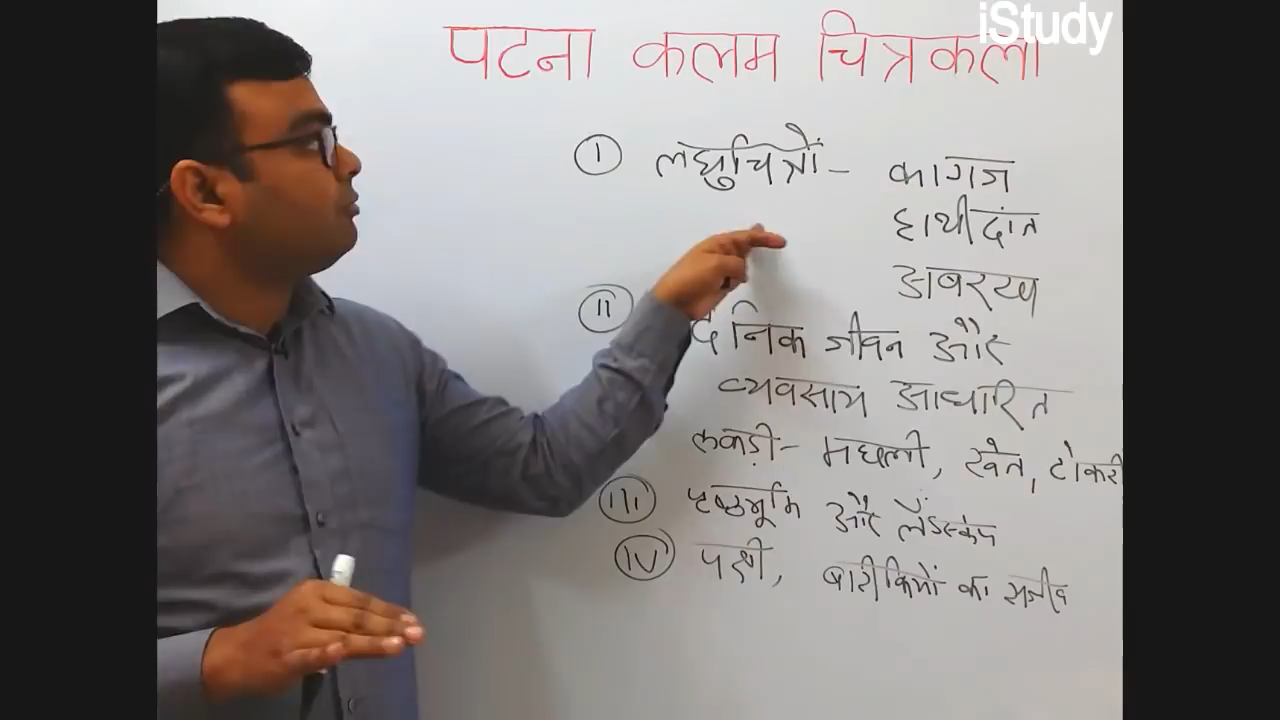 iStudy
पटना कलम चित्रकला
I लघुचित्रों - कागज
हाथीदांत
अबरख
II दैनिक जीवन और
व्यवसाय आधारित
लकड़ी - मछली, खेत, टोकरी
III पृष्ठभूमि और लैंडस्केप
IV पक्षी, बारीकियों का सजीव